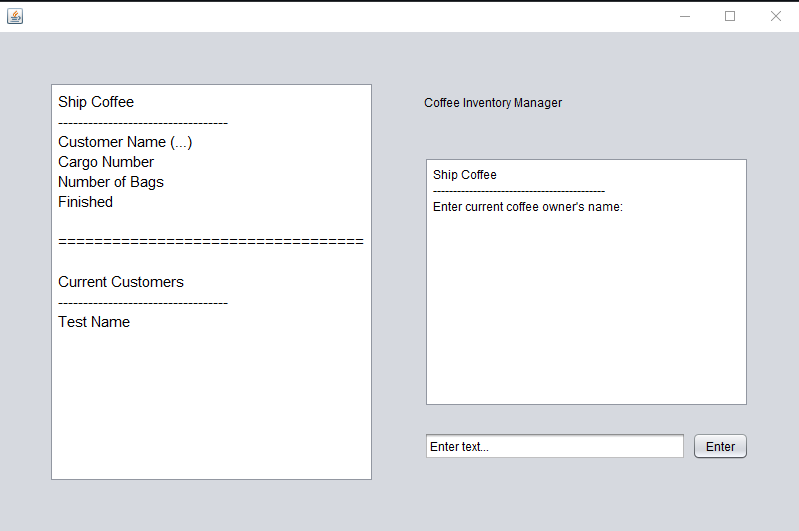 Ship Coffee
----------------------------------
Customer Name (...)
Cargo Number
Number of Bags
Finished
==================================
Current Customers
----------------------------------
Test Name
Coffee Inventory Manager
Ship Coffee
-------------------------------------------
Enter current coffee owner's name:
Enter text...
Enter